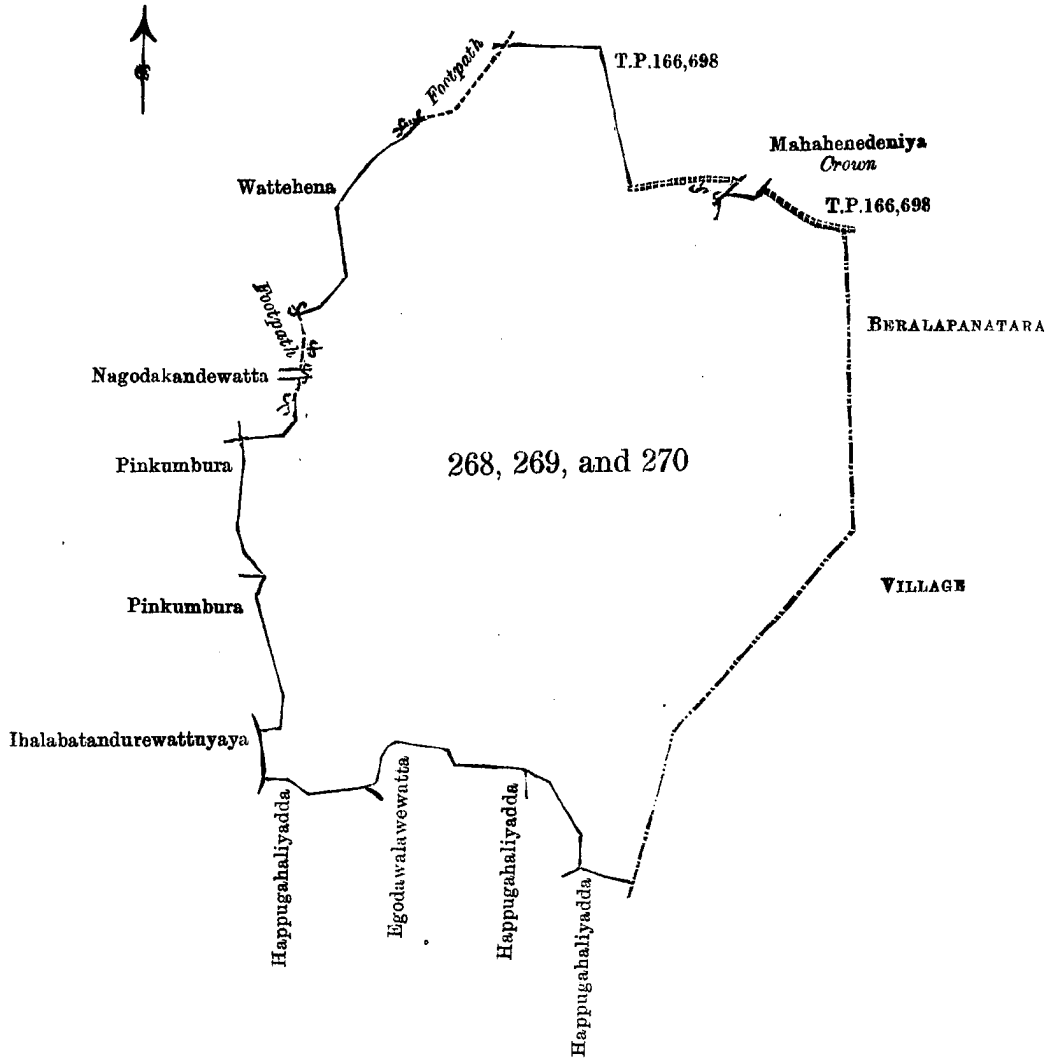 Footpath
T.P.166,698
Mahahenedeniya
Crown
Wattehena
T.P.166,698
Footpath
BERALAPANATARA
Nagodakandewatta
Pinkumbura
268, 269, and 270
VILLAGE
Pinkumbura
Ihalabatandurewattuyaya
Happugahaliyadda
Egodawalawewatta
Happugahaliyadda
Happugahaliyadda